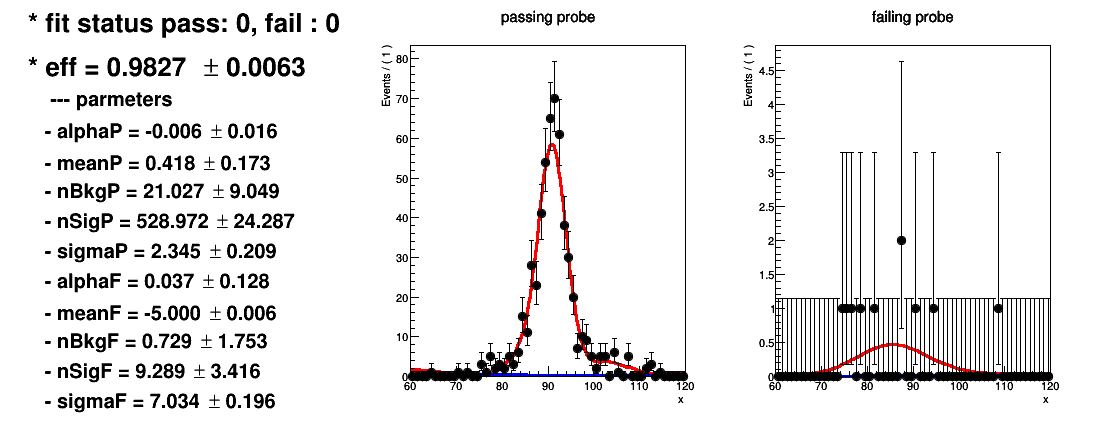 * fit status pass: 0, fail : 0
* eff = 0.9827 ± 0.0063
--- parmeters
- alphaP = -0.006 ± 0.016
- meanP = 0.418 ± 0.173
- nBkgP = 21.027 ± 9.049
- nSigP = 528.972 ± 24.287
- sigmaP = 2.345 ± 0.209
- alphaF = 0.037 ± 0.128
- meanF = -5.000 ± 0.006
- nBkgF = 0.729 ± 1.753
- nSigF = 9.289 ± 3.416
- sigmaF = 7.034 ± 0.196
passing probe
Events / ( 1 )
80
70
60
50
40
30
20
10
0
60 70 80 90 100 110 120
x
failing probe
Events / ( 1 )
4.5
4
3.5
3
2.5
2
1.5
1
0.5
0
60 70 80 90 100 110 120
x